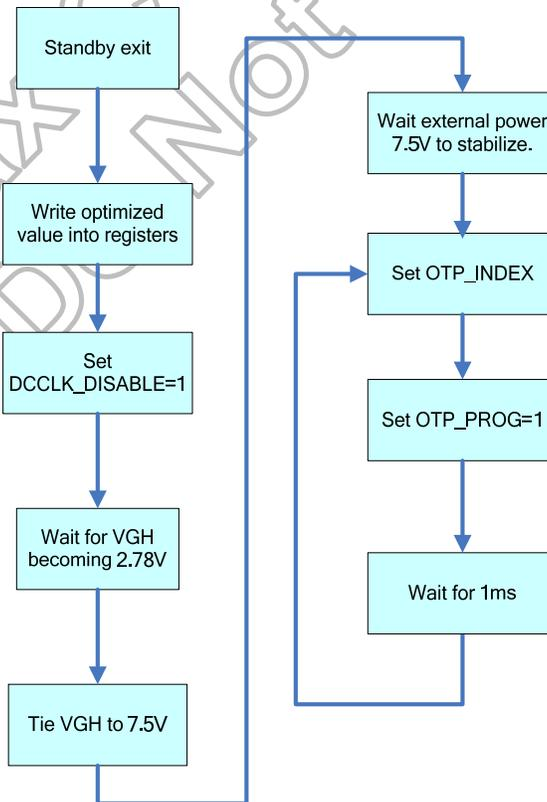 Standby exit
Write optimized
value into registers
Set
DCCLK_DISABLE=1
Wait for VGH
becoming 2.78V
Tie VGH to 7.5V
Wait external power
7.5V to stabilize.
Set OTP_INDEX
Set OTP_PROG=1
Wait for 1ms
Not